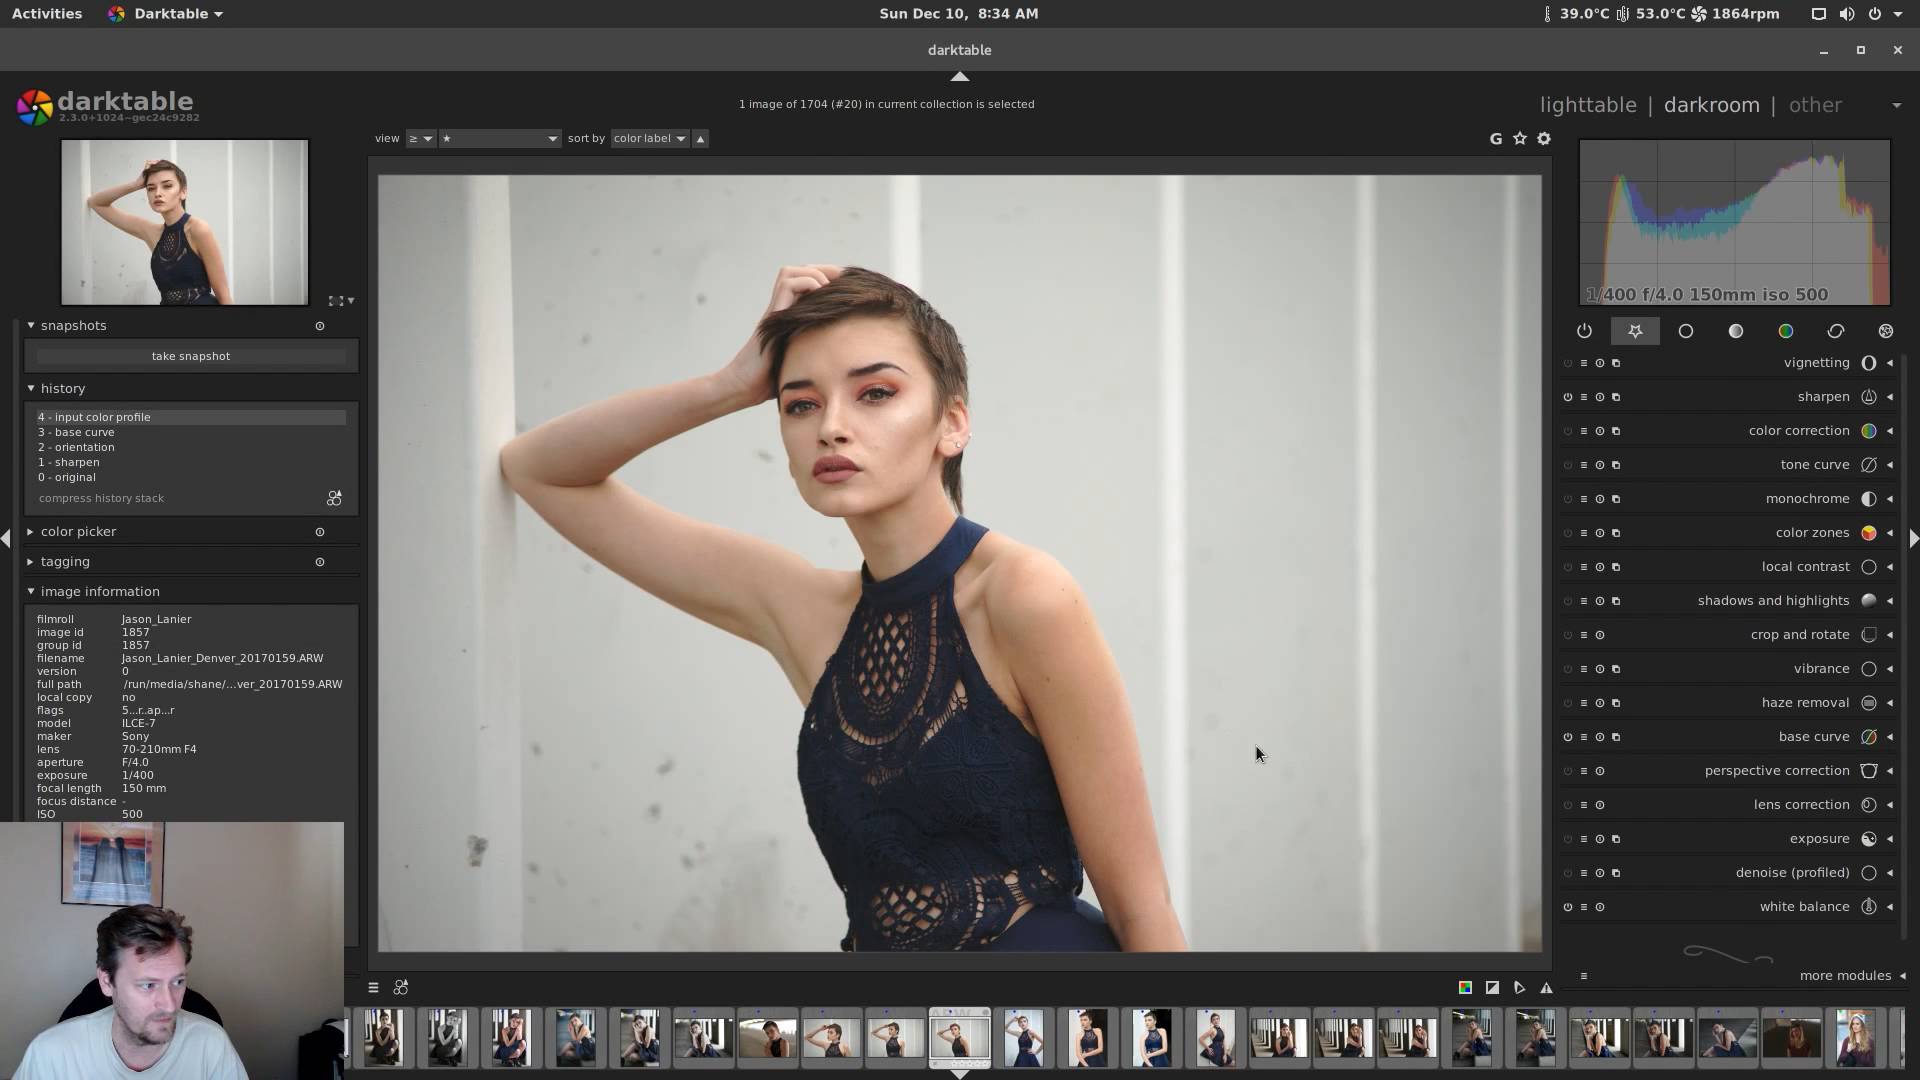 Activities
Darktable
Sun Dec 10, 8:34 AM
39.0°C
53.0°C
1864rpm
darktable
darktable
2.3.0+1024~gec24c9282
1 image of 1704 (#20) in current collection is selected
lighttable | darkroom | other
view ≥ ★ sort by color label
G
1/400 f/4.0 150mm iso 500
snapshots
take snapshot
history
4 - input color profile
3 - base curve
2 - orientation
1 - sharpen
0 - original
compress history stack
color picker
tagging
image information
filmroll Jason_Lanier
image id 1857
group id 1857
filename Jason_Lanier_Denver_20170159.ARW
version 0
full path /run/media/shane/...ver_20170159.ARW
local copy no
flags 5...r..ap...r
model ILCE-7
maker Sony
lens 70-210mm F4
aperture F/4.0
exposure 1/400
focal length 150 mm
focus distance -
ISO 500
vignetting
sharpen
color correction
tone curve
monochrome
color zones
local contrast
shadows and highlights
crop and rotate
vibrance
haze removal
base curve
perspective correction
lens correction
exposure
denoise (profiled)
white balance
more modules